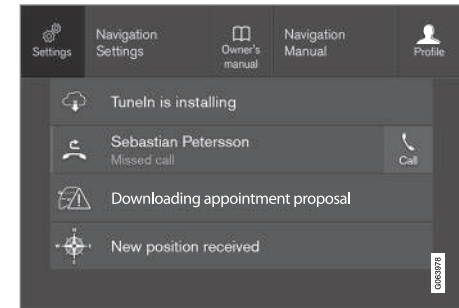 Settings
Navigation
Settings
Owner's
manual
Navigation
Manual
Profile
TuneIn is installing
Sebastian Petersson
Missed call
Call
Downloading appointment proposal
New position received
G063978